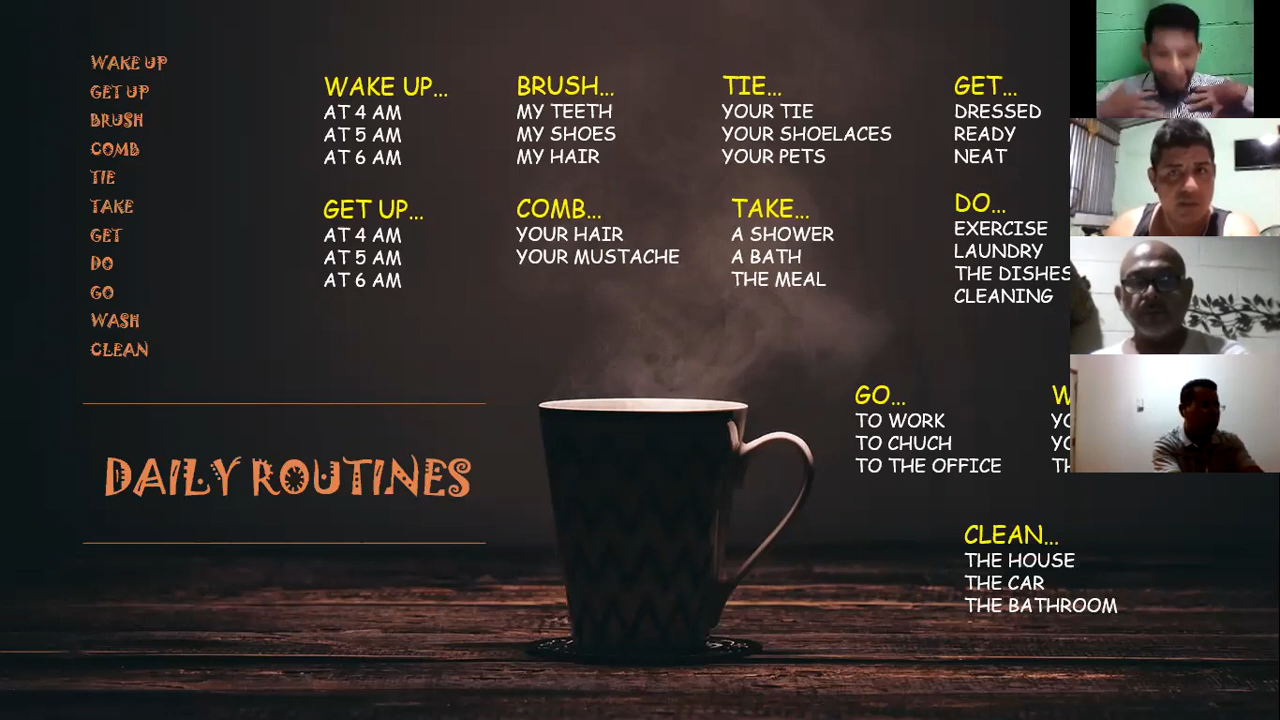 WAKE UP
GET UP
BRUSH
COMB
TIE
TAKE
GET
DO
GO
WASH
CLEAN
DAILY ROUTINES
WAKE UP...
AT 4 AM
AT 5 AM
AT 6 AM
GET UP...
AT 4 AM
AT 5 AM
AT 6 AM
BRUSH...
MY TEETH
MY SHOES
MY HAIR
COMB...
YOUR HAIR
YOUR MUSTACHE
TIE...
YOUR TIE
YOUR SHOELACES
YOUR PETS
TAKE...
A SHOWER
A BATH
THE MEAL
GET...
DRESSED
READY
NEAT
DO...
EXERCISE
LAUNDRY
THE DISHES
CLEANING
GO...
TO WORK
TO CHUCH
TO THE OFFICE
CLEAN...
THE HOUSE
THE CAR
THE BATHROOM